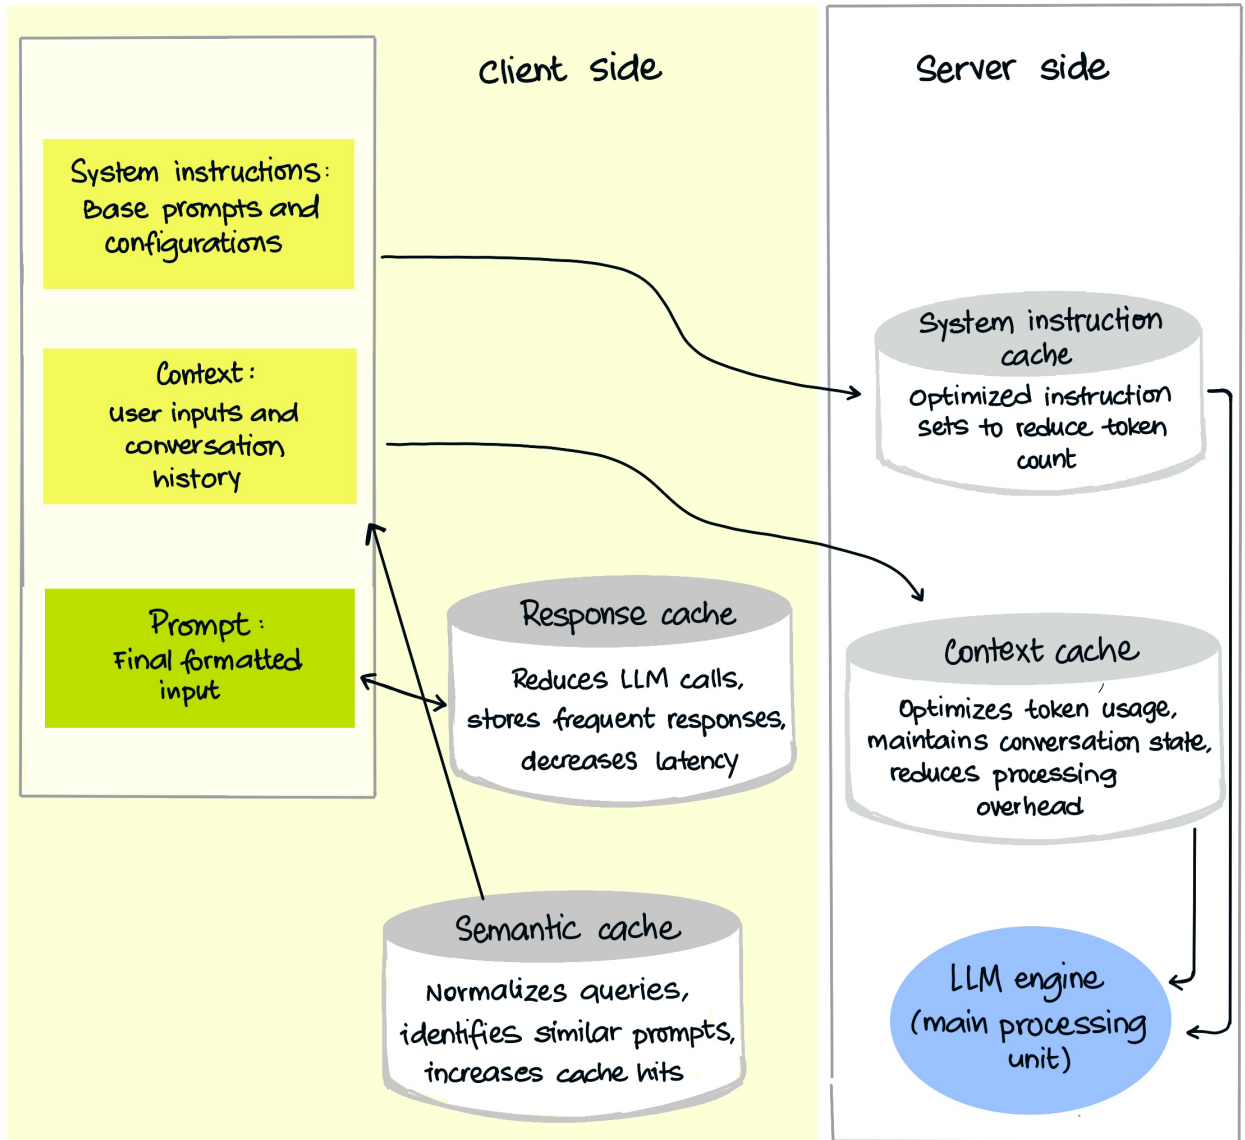 Client side
Server side
System instructions:
Base prompts and
configurations
Context:
User inputs and
conversation
history
Prompt:
Final formatted
input
Response cache
Reduces LLM calls,
stores frequent responses,
decreases latency
Semantic cache
Normalizes queries,
identifies similar prompts,
increases cache hits
System instruction
cache
Optimized instruction
sets to reduce token
count
Context cache
Optimizes token usage,
maintains conversation state,
reduces processing
overhead
LLM engine
(main processing
unit)